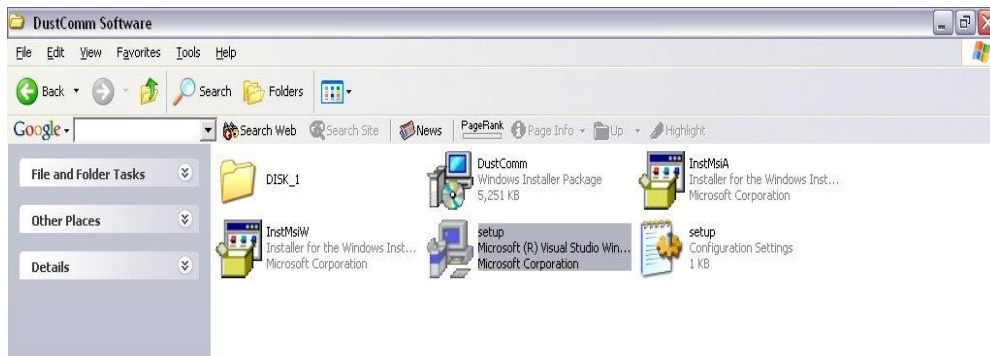 DustComm Software
File Edit View Favorites Tools Help
Back Search Folders
Google Search Web Search Site News PageRank Page Info Up Highlight
File and Folder Tasks
Other Places
Details
DISK_1
DustComm
Windows Installer Package
5,251 KB
InstMsiA
Installer for the Windows Inst...
Microsoft Corporation
InstMsiW
Installer for the Windows Inst...
Microsoft Corporation
setup
Microsoft (R) Visual Studio Win...
Microsoft Corporation
setup
Configuration Settings
1 KB